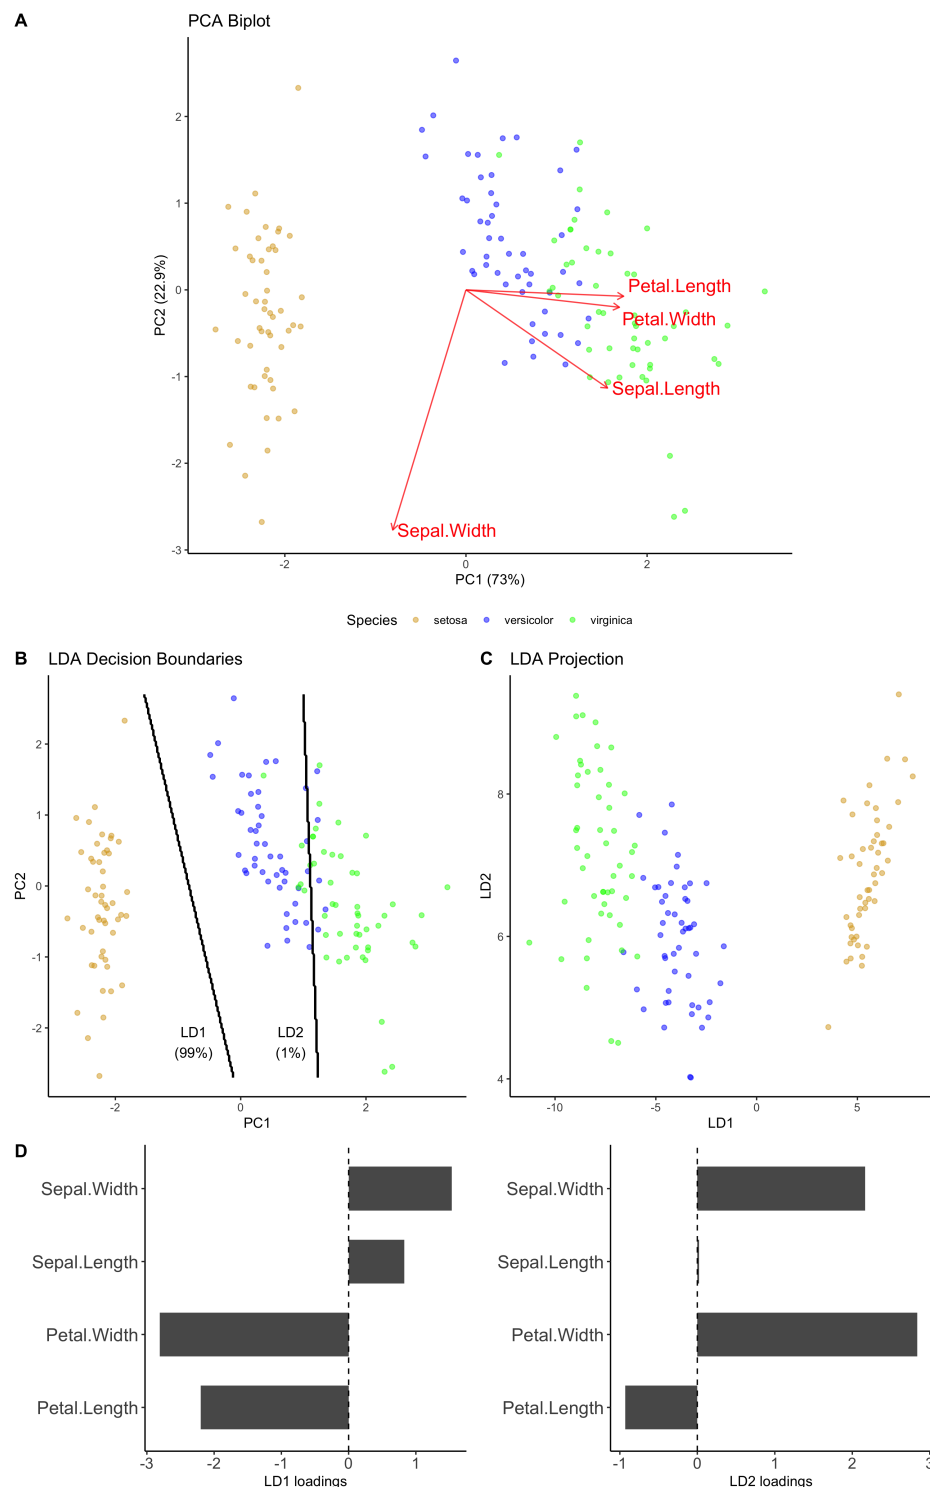 A
PCA Biplot
PC2 (22.9%)
2
1
0
-1
-2
-3
Petal.Length
Petal.Width
Sepal.Length
Sepal.Width
-2
0
2
PC1 (73%)
Species
setosa
versicolor
virginica
B
LDA Decision Boundaries
PC2
2
1
0
-1
-2
LD1
(99%)
LD2
(1%)
-2
0
2
PC1
C
LDA Projection
LD2
8
6
4
-10
-5
0
5
LD1
D
Sepal.Width
Sepal.Length
Petal.Width
Petal.Length
-3
-2
-1
0
1
LD1 loadings
Sepal.Width
Sepal.Length
Petal.Width
Petal.Length
-1
0
1
2
3
LD2 loadings